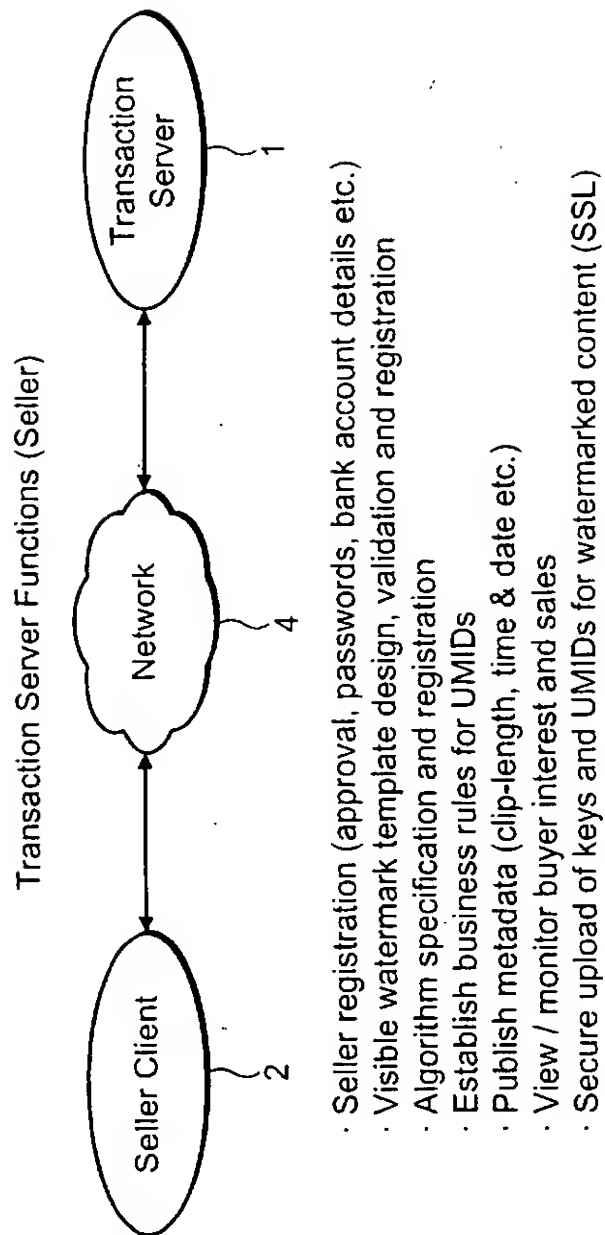 Transaction Server Functions (Seller)
Seller Client
2
Network
4
Transaction
Server
1
· Seller registration (approval, passwords, bank account details etc.)
· Visible watermark template design, validation and registration
· Algorithm specification and registration
· Establish business rules for UMIDs
· Publish metadata (clip-length, time & date etc.)
· View / monitor buyer interest and sales
· Secure upload of keys and UMIDs for watermarked content (SSL)